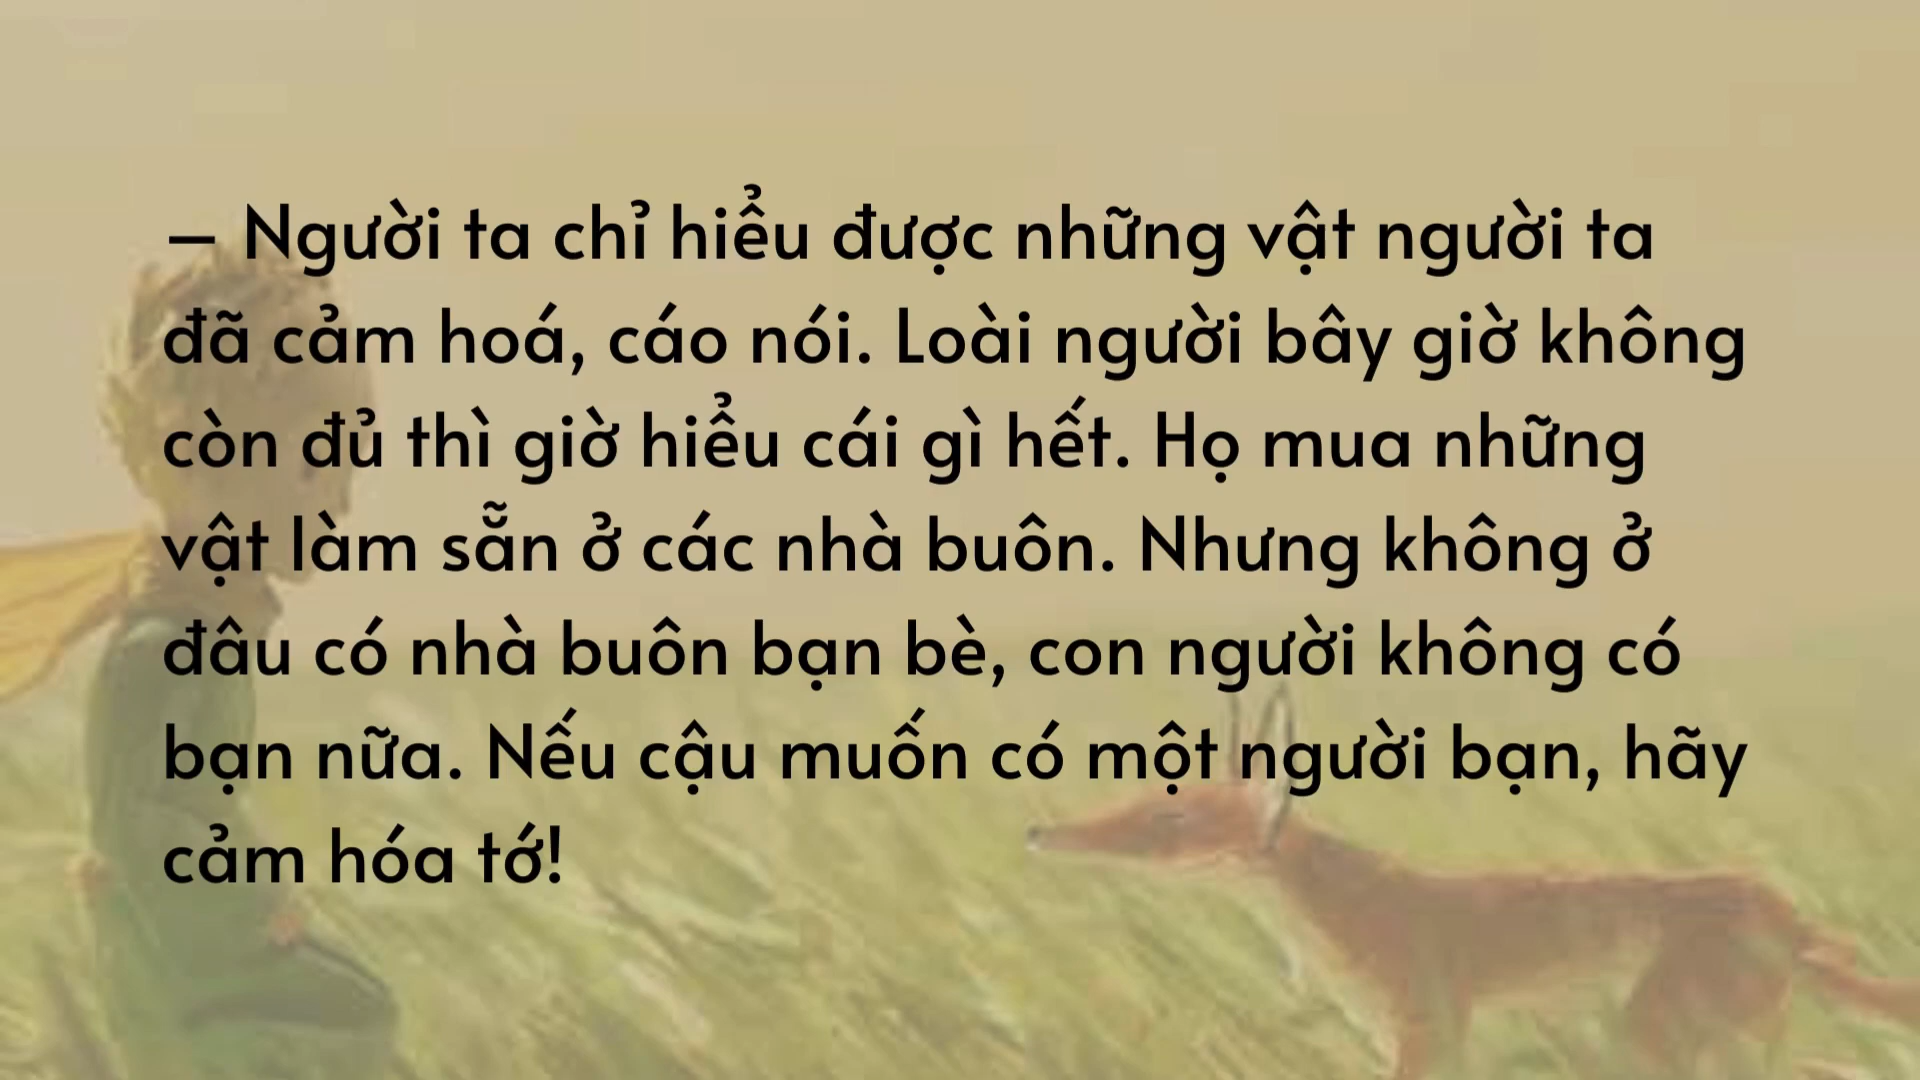 – Người ta chỉ hiểu được những vật người ta
đã cảm hoá, cáo nói. Loài người bây giờ không
còn đủ thì giờ hiểu cái gì hết. Họ mua những
vật làm sẵn ở các nhà buôn. Nhưng không ở
đâu có nhà buôn bạn bè, con người không có
bạn nữa. Nếu cậu muốn có một người bạn, hãy
cảm hóa tớ!